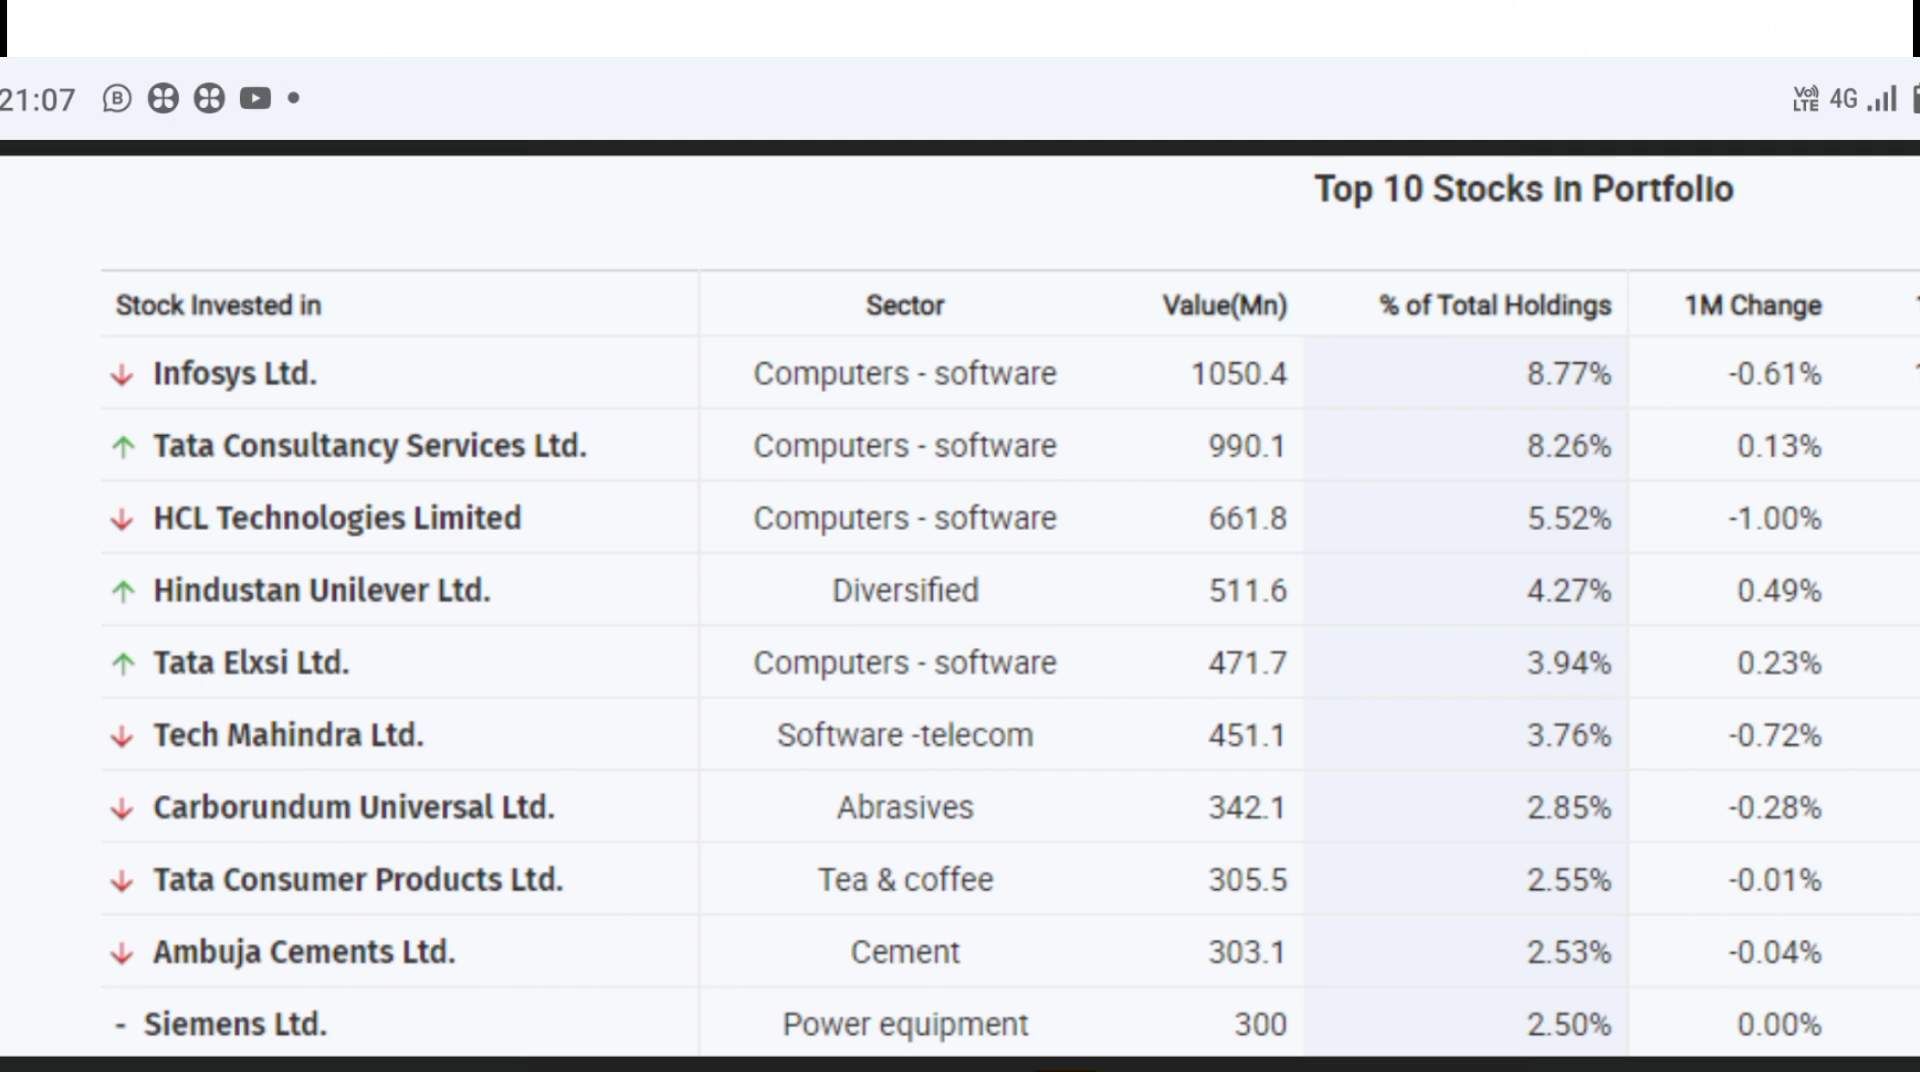 21:07 B Vo) LTE 4G
Top 10 Stocks in Portfolio
Stock Invested in Sector Value(Mn) % of Total Holdings 1M Change
Infosys Ltd. Computers - software 1050.4 8.77% -0.61%
Tata Consultancy Services Ltd. Computers - software 990.1 8.26% 0.13%
HCL Technologies Limited Computers - software 661.8 5.52% -1.00%
Hindustan Unilever Ltd. Diversified 511.6 4.27% 0.49%
Tata Elxsi Ltd. Computers - software 471.7 3.94% 0.23%
Tech Mahindra Ltd. Software -telecom 451.1 3.76% -0.72%
Carborundum Universal Ltd. Abrasives 342.1 2.85% -0.28%
Tata Consumer Products Ltd. Tea & coffee 305.5 2.55% -0.01%
Ambuja Cements Ltd. Cement 303.1 2.53% -0.04%
- Siemens Ltd. Power equipment 300 2.50% 0.00%